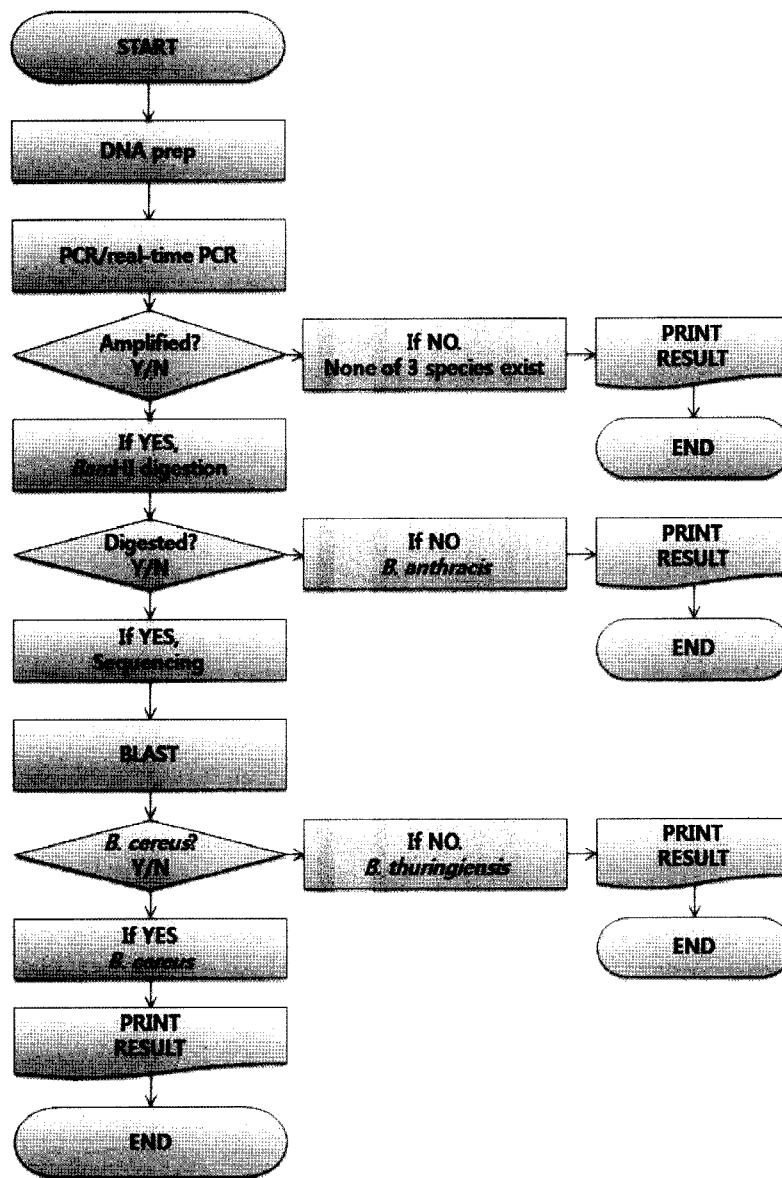 START
DNA prep
PCR/real-time PCR
Amplified?
Y/N
If NO.
None of 3 species exist
PRINT
RESULT
END
If YES,
digestion
Digested?
Y/N
If NO
B. anthracis
PRINT
RESULT
END
If YES,
Sequencing
BLAST
B. cereus?
Y/N
If NO.
B. thuringiensis
PRINT
RESULT
END
If YES
B. cereus
PRINT
RESULT
END